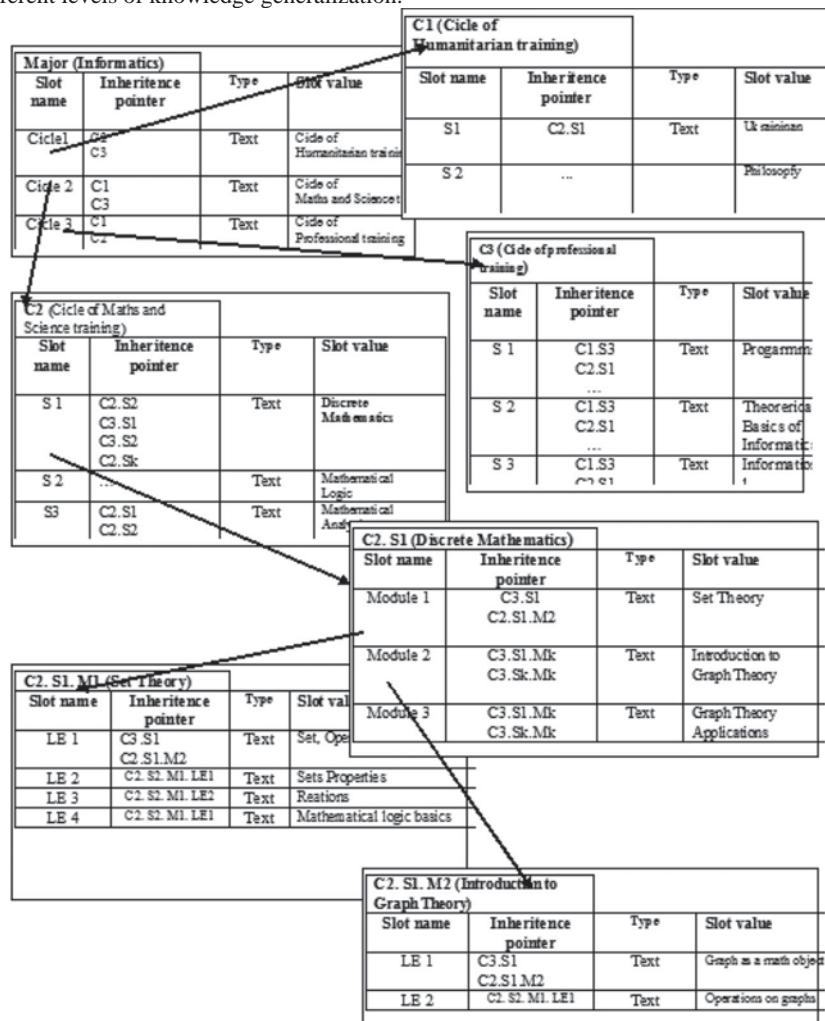 ferent levels of knowledge generalization.
C1 (Cicle of
Humanitarian training)
Slot name Inheritence pointer Type Slot value
S1 C2.S1 Text Ukraininan
S 2 ... Philosopfy
Major (Informatics)
Slot name Inheritence pointer Type Slot value
Cicle1 C2 Text Cicle of
C3 Humanitarian
Cicle 2 C1 Text Cicle of
C3 Maths and Science
Cicle 3 C1 Text Cicle of
C2 Professional training
C3 (Cicle of professional
training)
Slot name Inheritence pointer Type Slot value
S 1 C1.S3 Text Progarmm
C2.S1
...
S 2 C1.S3 Text Theorerica
C2.S1 Basics of
... Informatic
S 3 C1.S3 Text Informatio
C2.S1
C2 (Cicle of Maths and
Science training)
Slot name Inheritence pointer Type Slot value
S 1 C2.S2 Text Discrete
C3.S1 Mathematics
C3.S2
C2.Sk
S 2 ... Text Mathematical
Logic
S3 C2.S1 Text Mathematical
C2.S2
C2. S1 (Discrete Mathematics)
Slot name Inheritence pointer Type Slot value
Module 1 C3.S1 Text Set Theory
C2.S1.M2
Module 2 C3.S1.Mk Text Introduction to
C3.Sk.Mk Graph Theory
Module 3 C3.S1.Mk Text Graph Theory
C3.Sk.Mk Applications
C2. S1. M1 (Set Theory)
Slot name Inheritence pointer Type Slot val
LE 1 C3.S1 Text Set, Ope
C2.S1.M2
LE 2 C2. S2. M1. LE1 Text Sets Properties
LE 3 C2. S2. M1. LE2 Text Reations
LE 4 C2. S2. M1. LE1 Text Mathematical logic basics
C2. S1. M2 (Introduction to
Graph Theory)
Slot name Inheritence pointer Type Slot value
LE 1 C3.S1 Text Graph as a math object
C2.S1.M2
LE 2 C2. S2. M1. LE1 Text Operations on graphs